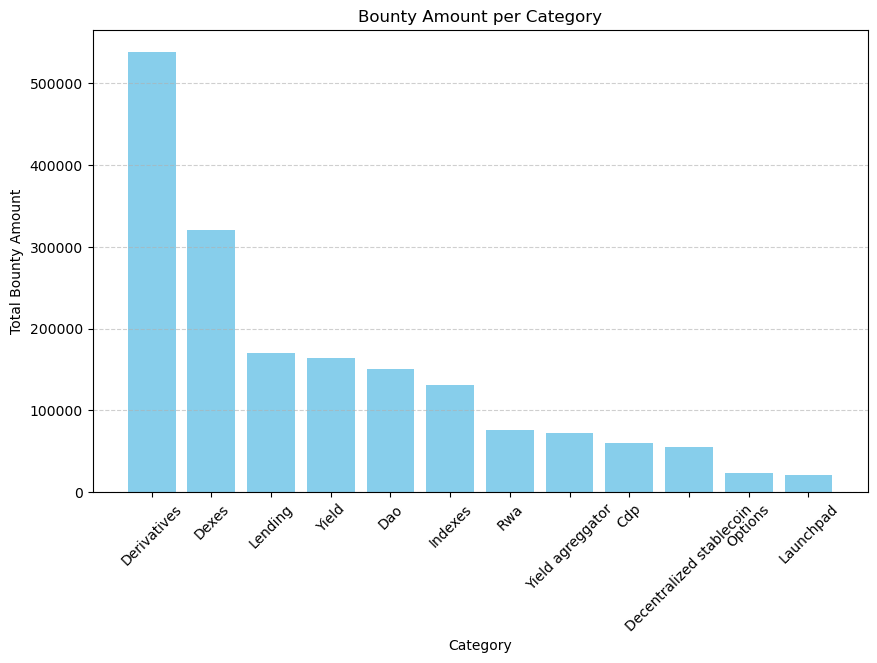 Bounty Amount per Category
Total Bounty Amount
500000
400000
300000
200000
100000
0
Derivatives
Dexes
Lending
Yield
Dao
Indexes
Rwa
Yield agreggator
Cdp
Decentralized stablecoin
Options
Launchpad
Category